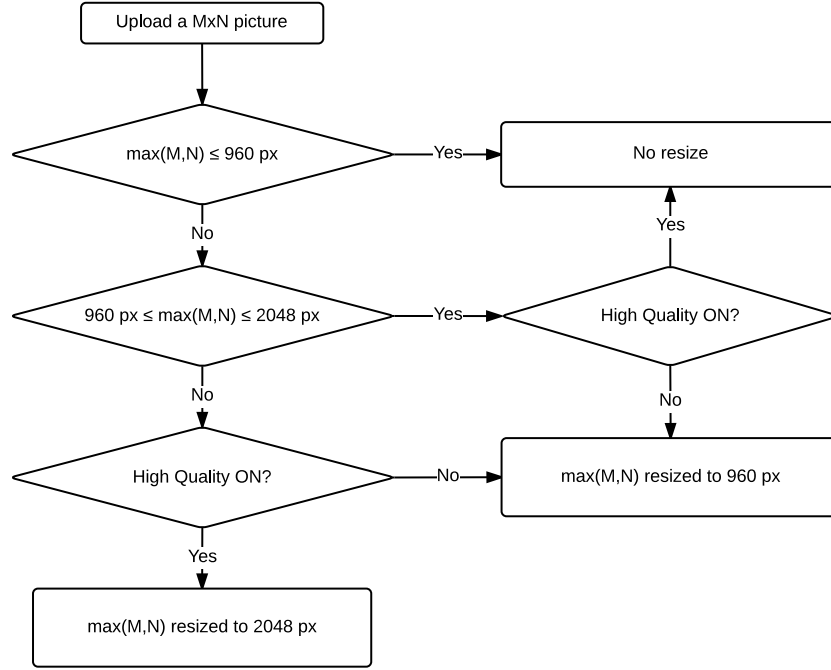 Upload a MxN picture
max(M,N) ≤ 960 px
Yes
No resize
No
Yes
960 px ≤ max(M,N) ≤ 2048 px
Yes
High Quality ON?
No
No
High Quality ON?
No
max(M,N) resized to 960 px
Yes
max(M,N) resized to 2048 px